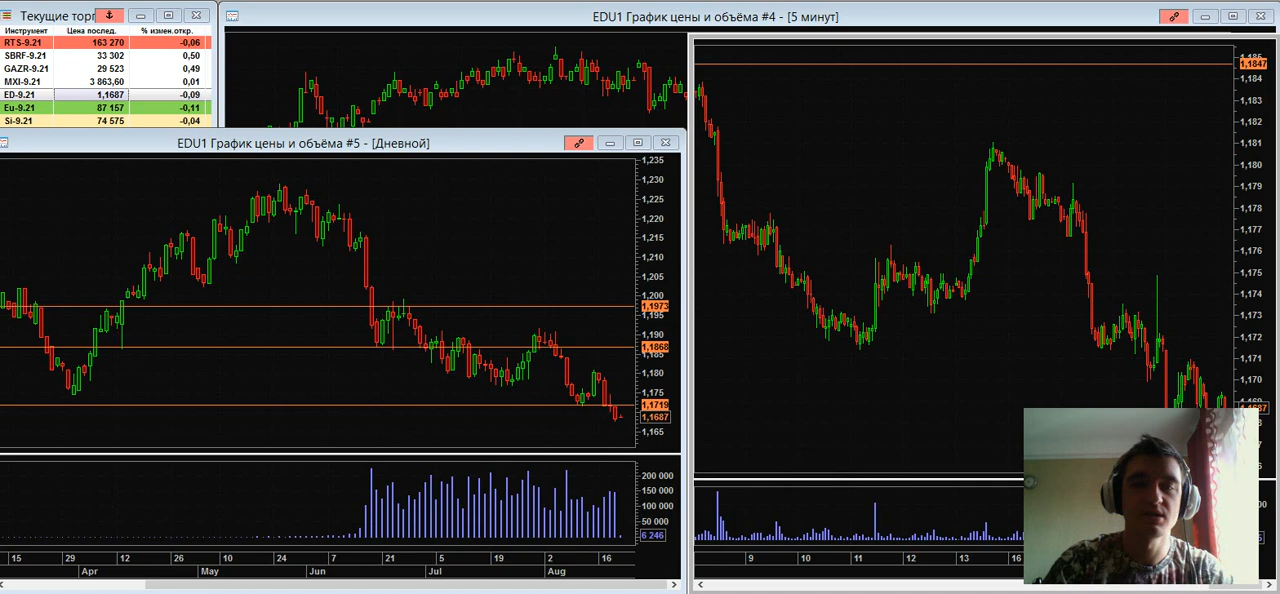 Текущие торг
Инструмент Цена послед. % измен.откр.
RTS-9.21 163 270 -0,06
SBRF-9.21 33 302 0,50
GAZR-9.21 29 523 0,49
MXI-9.21 3 863,60 0,01
ED-9.21 1,1687 -0,09
Eu-9.21 87 157 -0,11
Si-9.21 74 575 -0,04
EDU1 График цены и объёма #4 - [5 минут]
EDU1 График цены и объёма #5 - [Дневной]
1,235
1,230
1,225
1,220
1,215
1,210
1,205
1,200
1,1973
1,195
1,190
1,1868
1,185
1,180
1,175
1,1719
1,1687
1,165
200 000
150 000
100 000
50 000
6 246
15 29 12 26 10 24 7 21 5 19 2 16
Apr May Jun Jul Aug
1,1847
1,184
1,183
1,182
1,181
1,180
1,179
1,178
1,177
1,176
1,175
1,174
1,173
1,172
1,171
1,170
9 10 11 12 13 16